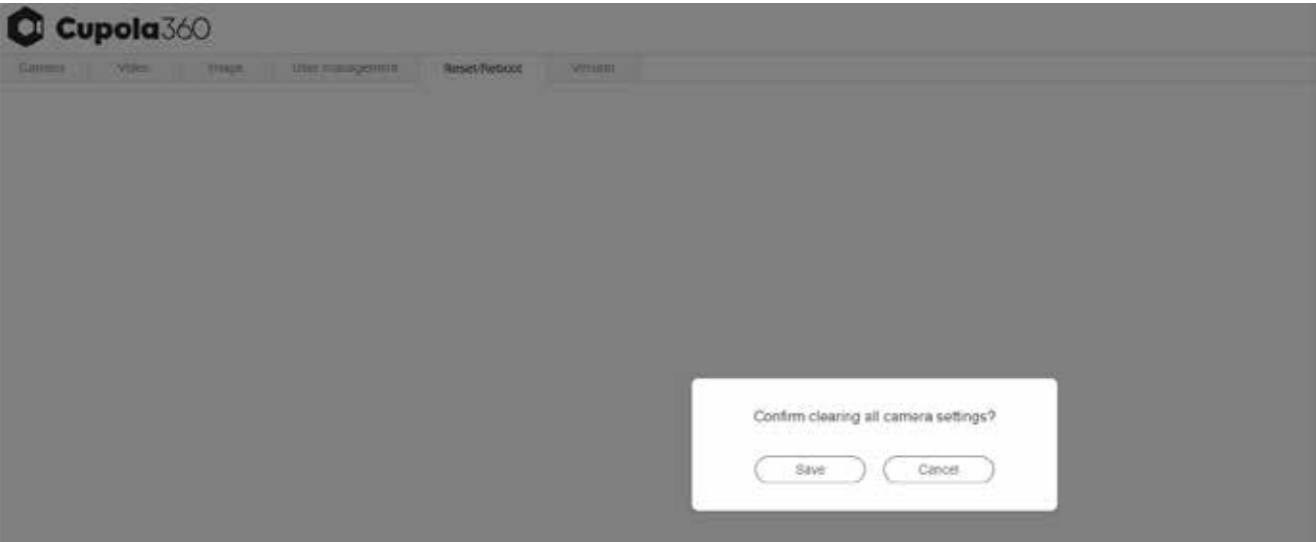 Cupola360
Camera Video Image User management Reset/Reboot Version
Confirm clearing all camera settings?
Save Cancel